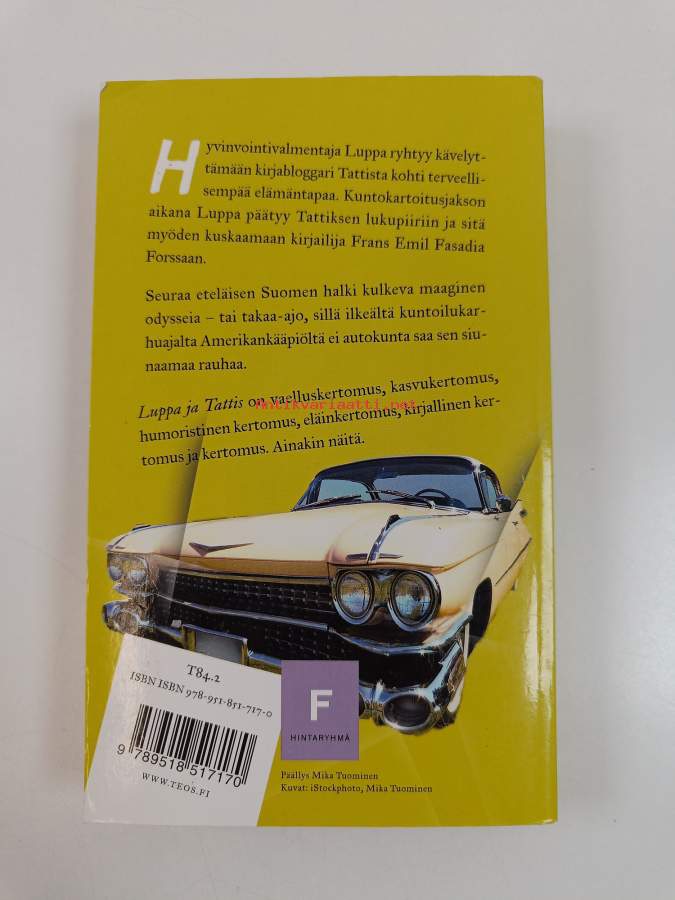 Hyvinvointivalmentaja Luppa ryhtyy kävelyt-
tämään kirjabloggari Tattista kohti terveelli-
sempää elämäntapaa. Kuntokartoitusjakson
aikana Luppa päätyy Tattiksen lukupiiriin ja sitä
myöden kuskaamaan kirjailija Frans Emil Fasadia
Forssaan.
Seuraa eteläisen Suomen halki kulkeva maaginen
odysseia – tai takaa-ajo, sillä ilkeältä kuntoilukar-
huajalta Amerikankääpiöltä ei autokunta saa sen siu-
naamaa rauhaa.
Luppa ja Tattis on vaelluskertomus, kasvukertomus,
humoristinen kertomus, eläinkertomus, kirjallinen ker-
tomus ja kertomus. Ainakin näitä.
Antikvariaatti.net
T84.2
ISBN ISBN 978-951-851-717-0
9 789518 517170
WWW.TEOS.FI
F
HINTARYHMÄ
Päällys Mika Tuominen
Kuvat: iStockphoto, Mika Tuominen